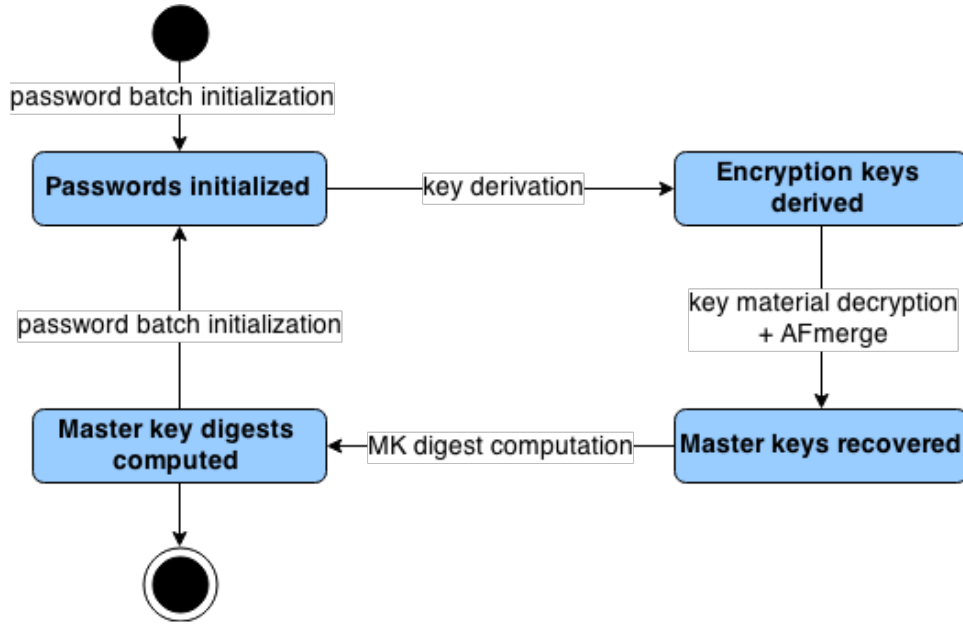 password batch initialization
Passwords initialized
key derivation
Encryption keys
derived
key material decryption
+ AFmerge
password batch initialization
Master key digests
computed
MK digest computation
Master keys recovered